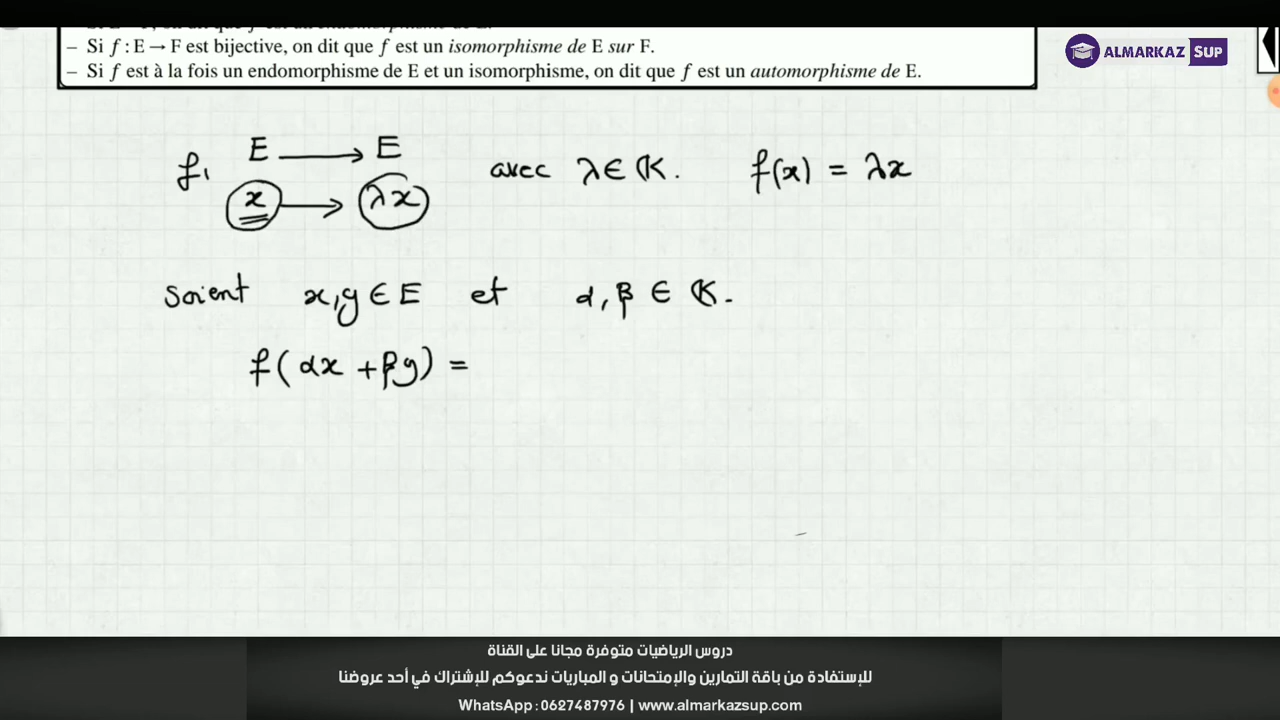 – Si f : E → F est bijective, on dit que f est un isomorphisme de E sur F.
– Si f est à la fois un endomorphisme de E et un isomorphisme, on dit que f est un automorphisme de E.
ALMARKAZ SUP
f, E → E avec λ ∈ K. f(x) = λx
x → λx
Soient x,y ∈ E et α, β ∈ K.
f(αx + βy) =
دروس الرياضيات متوفرة مجانا على القناة
للإستفادة من باقة التمارين والإمتحانات و المباريات ندعوكم للإشتراك في أحد عروضنا
WhatsApp : 0627487976 | www.almarkazsup.com